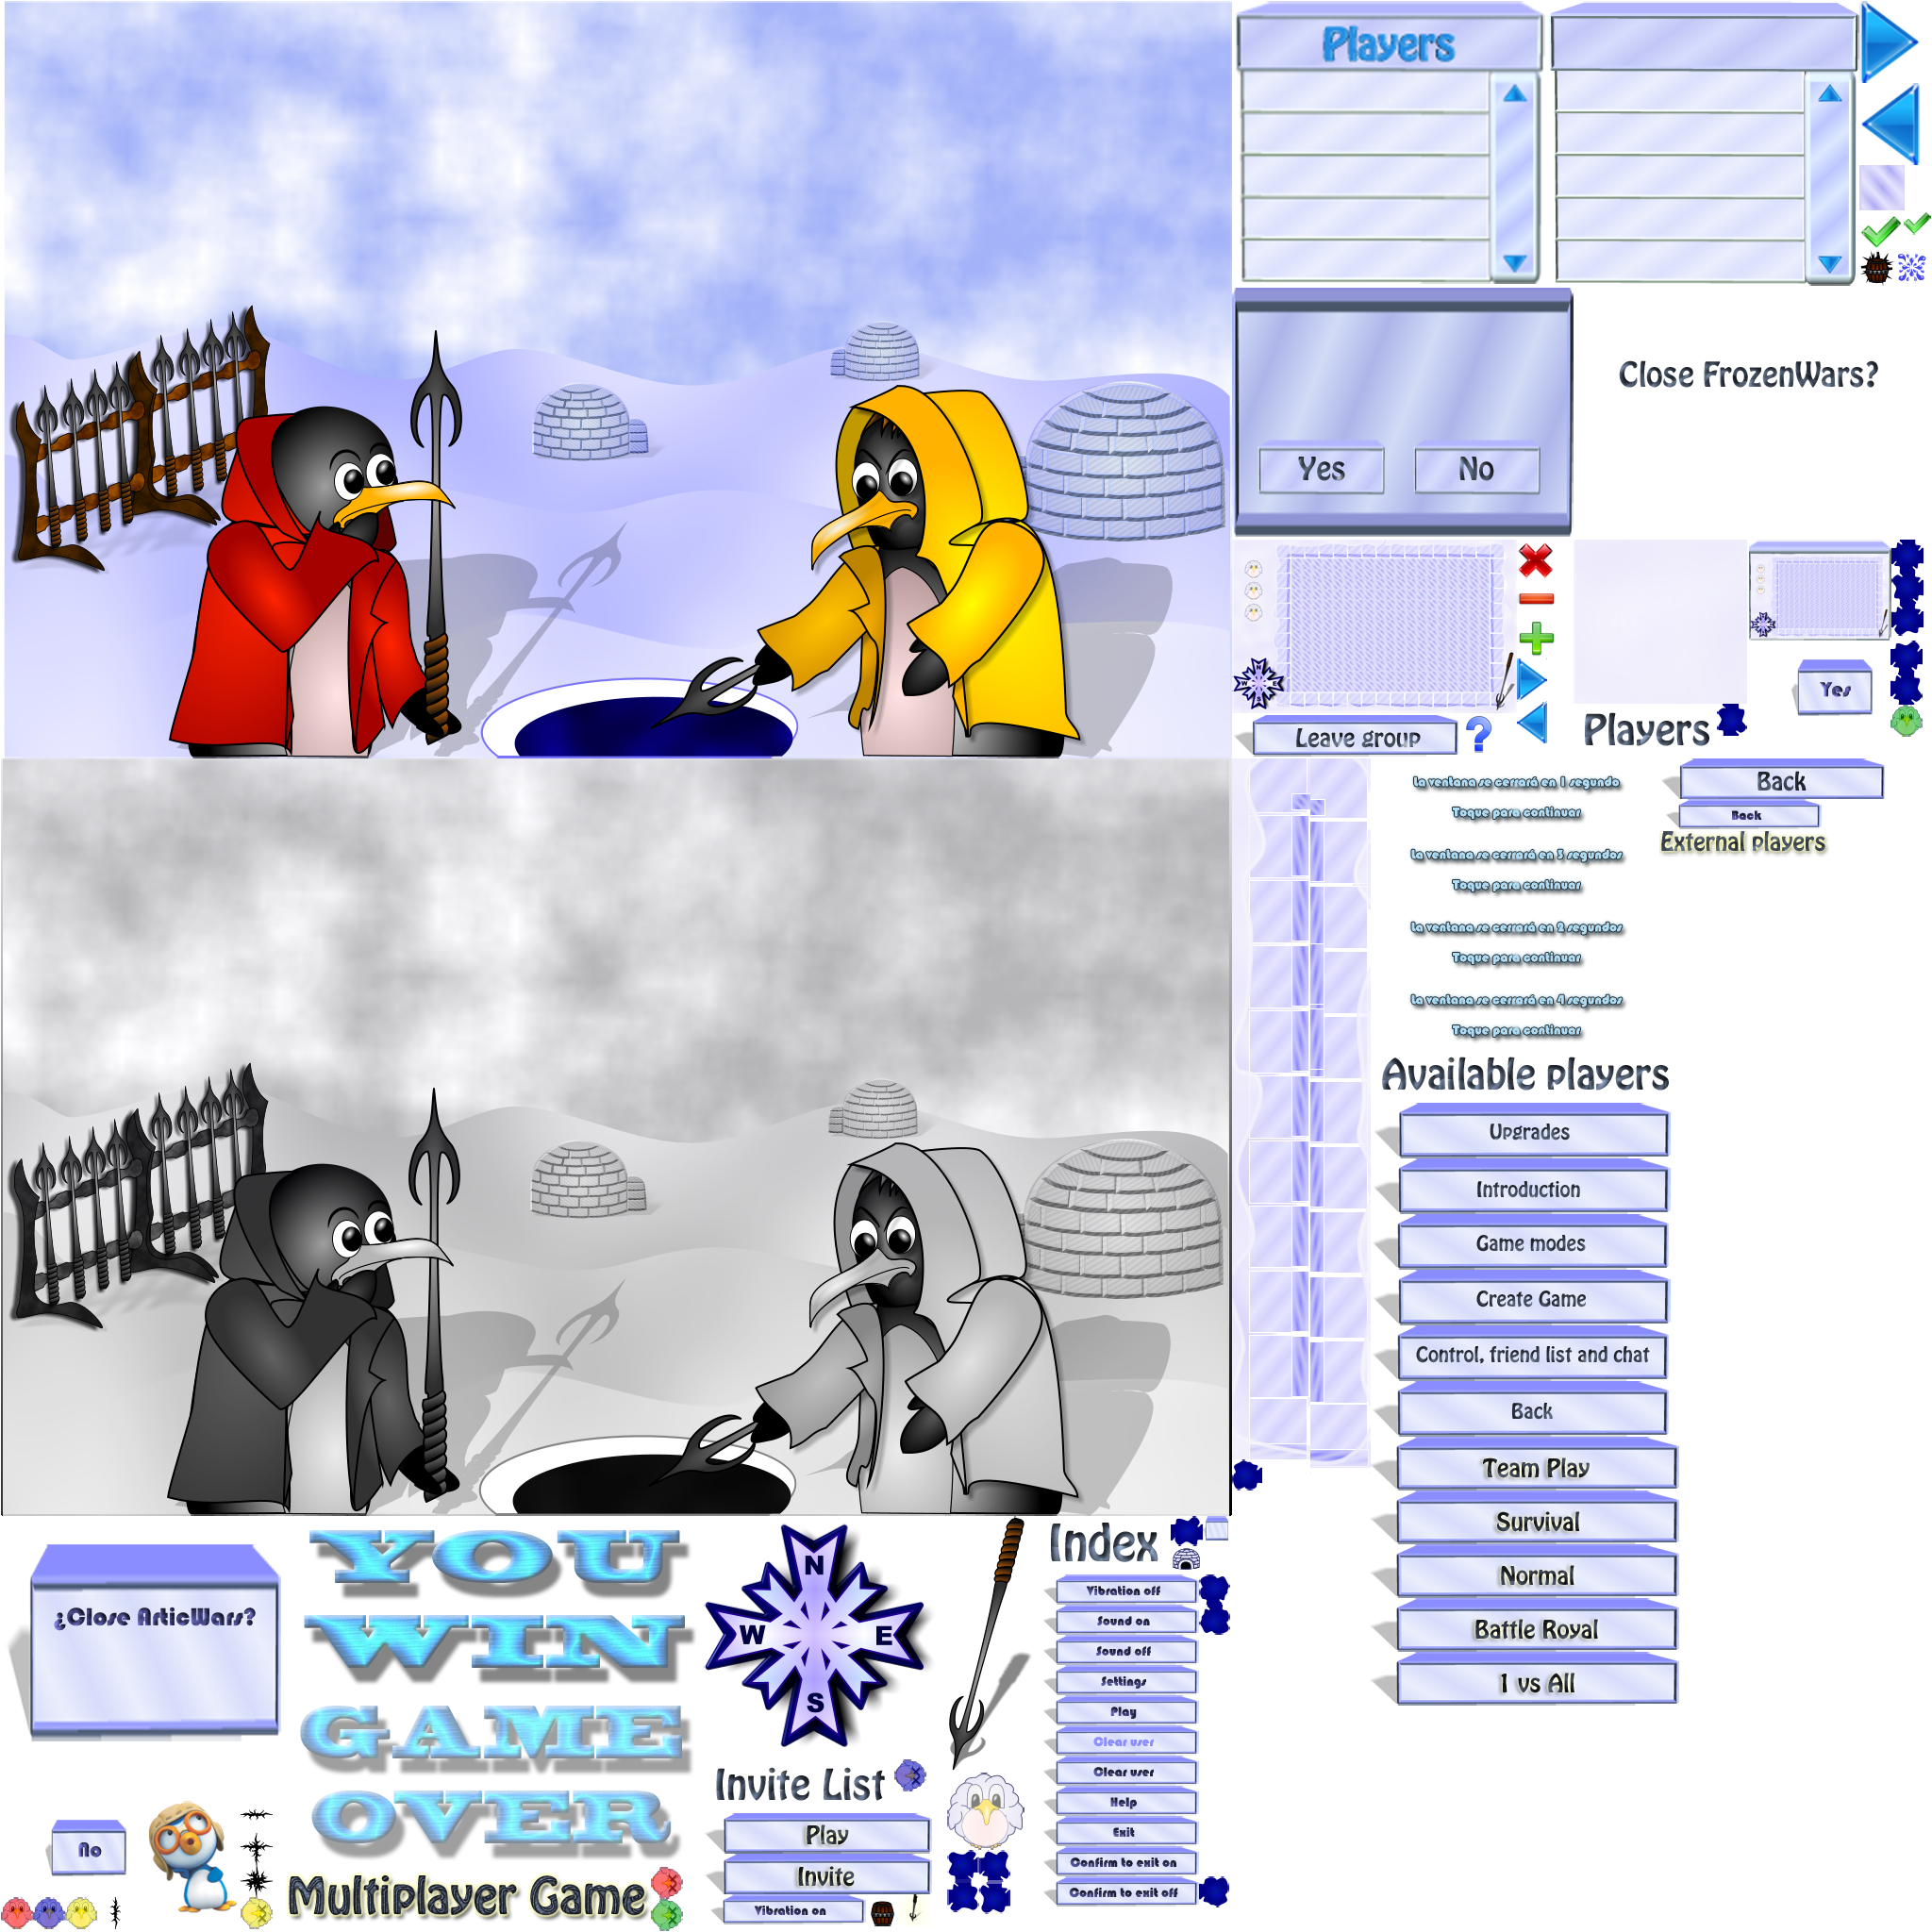 Players
Close FrozenWars?
Yes
No
N
W
E
S
Yes
Leave group
?
Players
La ventana se cerrará en 1 segundo
Toque para continuar
La ventana se cerrará en 3 segundos
Toque para continuar
La ventana se cerrará en 2 segundos
Toque para continuar
La ventana se cerrará en 4 segundos
Toque para continuar
Back
Back
External players
Available players
Upgrades
Introduction
Game modes
Create Game
Control, friend list and chat
Back
Team Play
Survival
Normal
Battle Royal
1 vs All
¿Close ArticWars?
No
YOU
WIN
GAME
OVER
Multiplayer Game
N
W
E
S
Invite List
Play
Invite
Vibration on
Index
Vibration off
Sound on
Sound off
Settings
Play
Clear user
Clear user
Help
Exit
Confirm to exit on
Confirm to exit off